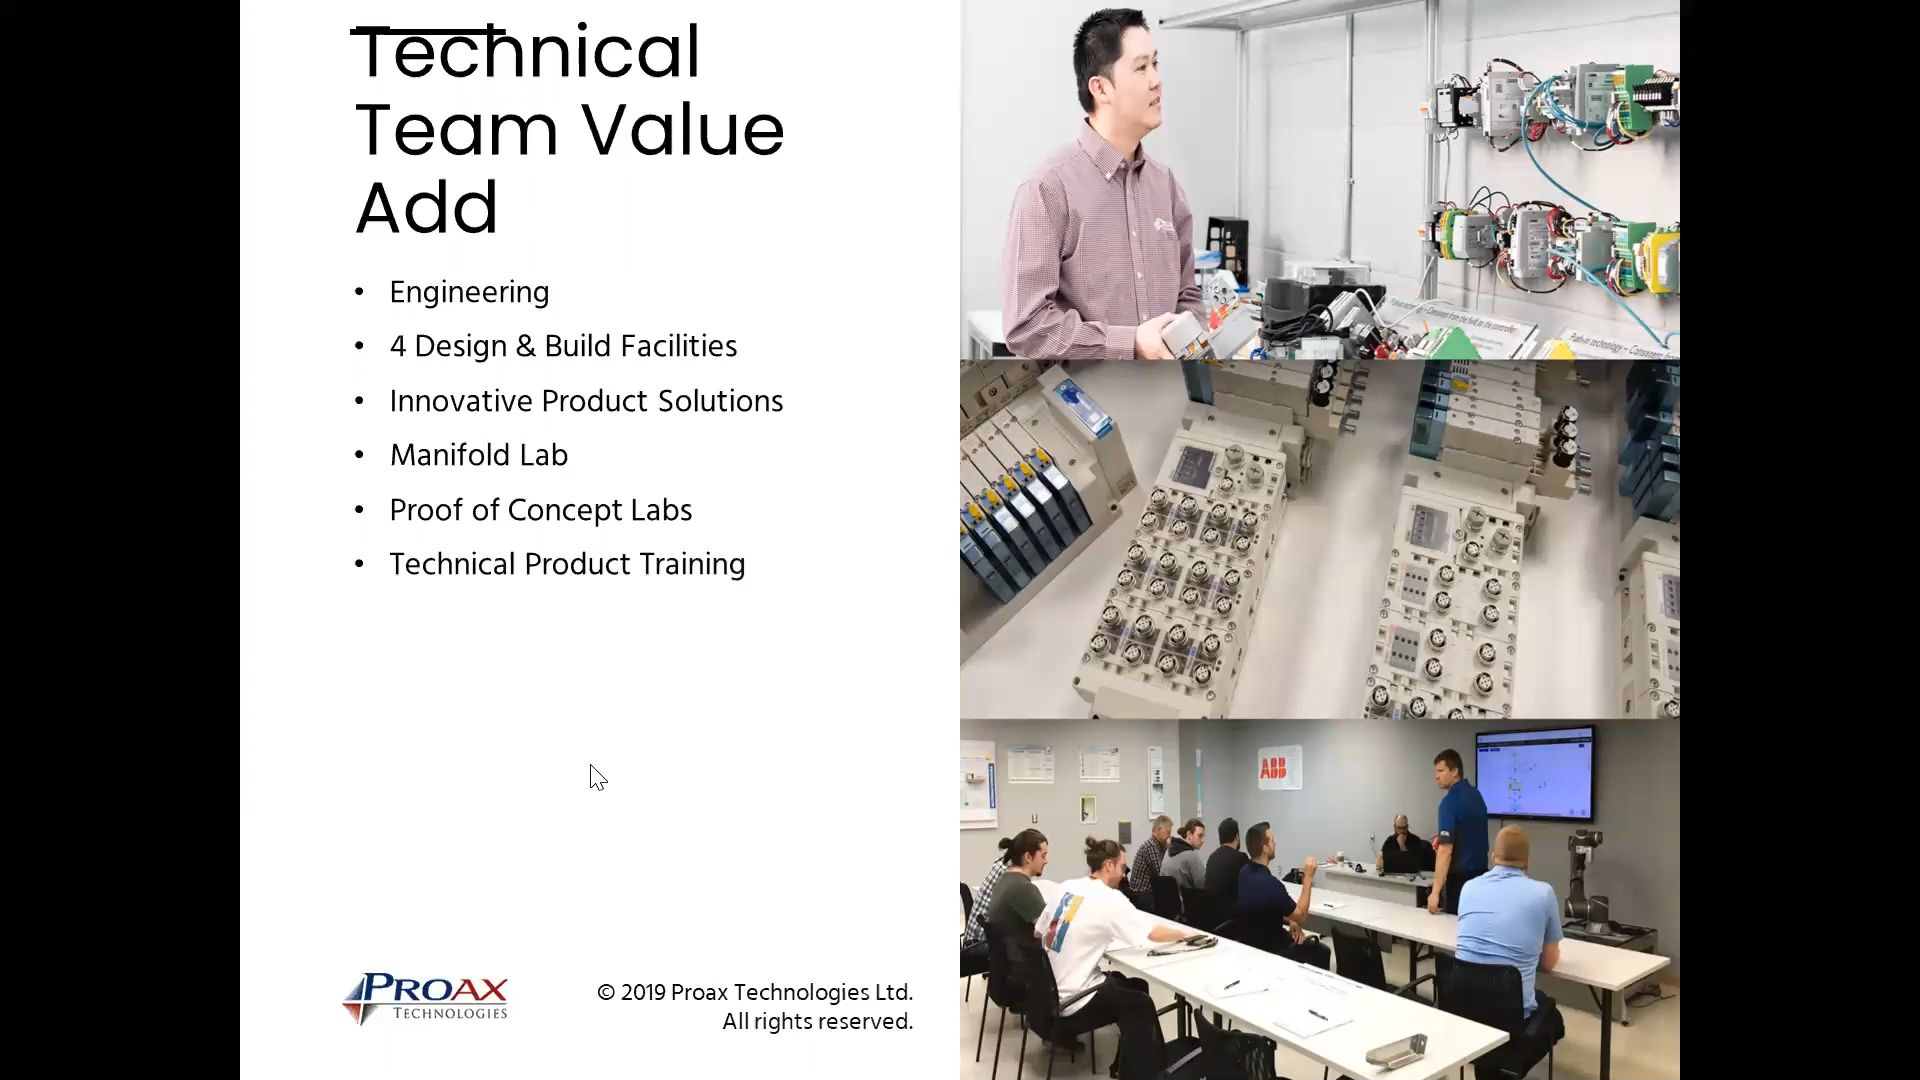 Technical
Team Value
Add
• Engineering
• 4 Design & Build Facilities
• Innovative Product Solutions
• Manifold Lab
• Proof of Concept Labs
• Technical Product Training
PROAX
TECHNOLOGIES
© 2019 Proax Technologies Ltd.
All rights reserved.
ABB